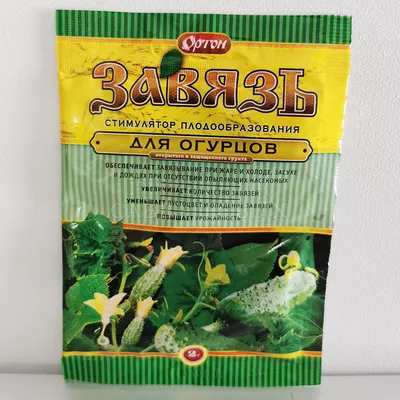 Ортон
ЗАВЯЗЬ
СТИМУЛЯТОР ПЛОДООБРАЗОВАНИЯ
ДЛЯ ОГУРЦОВ
открытого и защищенного грунта
ОБЕСПЕЧИВАЕТ ЗАВЯЗЫВАНИЕ ПРИ ЖАРЕ И ХОЛОДЕ, ЗАСУХЕ
И ДОЖДЯХ ПРИ ОТСУТСТВИИ ОПЫЛЯЮЩИХ НАСЕКОМЫХ
УВЕЛИЧИВАЕТ КОЛИЧЕСТВО ЗАВЯЗЕЙ
УМЕНЬШАЕТ ПУСТОЦВЕТ И ОПАДЕНИЕ ЗАВЯЗЕЙ
ПОВЫШАЕТ УРОЖАЙНОСТЬ
2 г